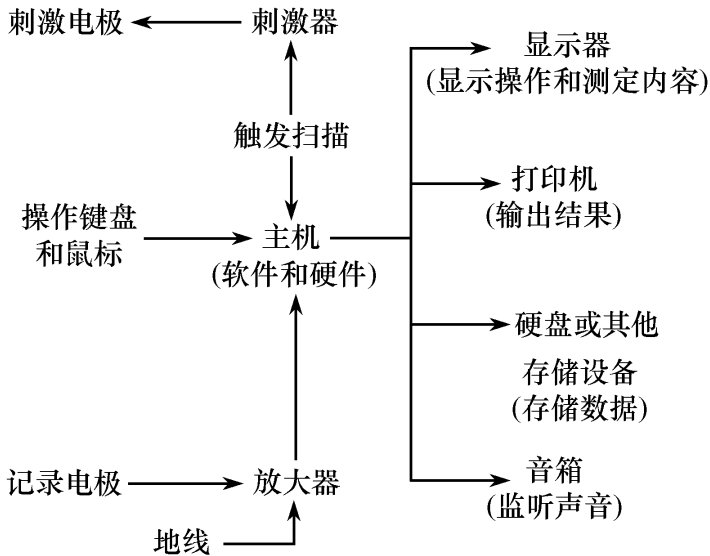 刺激电极
刺激器
显示器
(显示操作和测定内容)
触发扫描
打印机
(输出结果)
操作键盘
和鼠标
主机
(软件和硬件)
硬盘或其他
存储设备
(存储数据)
记录电极
放大器
音箱
(监听声音)
地线